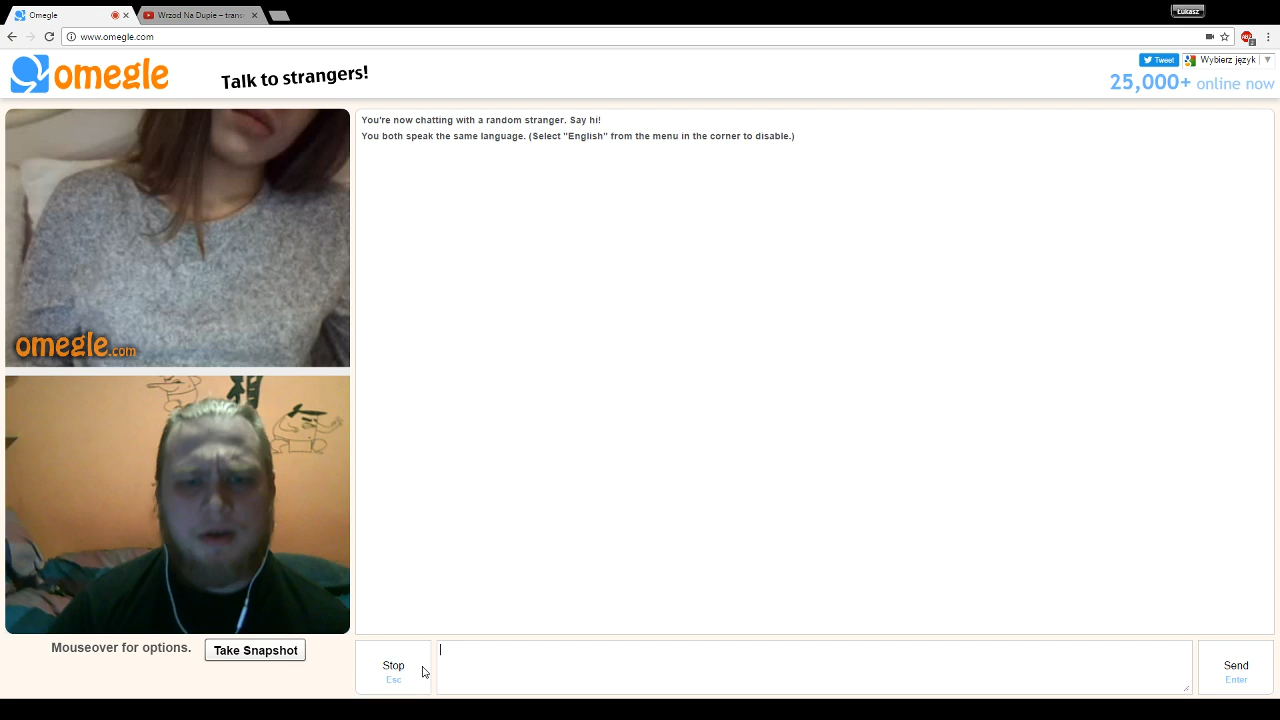 Omegle
Wrzod Na Dupie – trans
Łukasz
www.omegle.com
omegle
Talk to strangers!
Tweet
Wybierz język
25,000+ online now
You're now chatting with a random stranger. Say hi!
You both speak the same language. (Select "English" from the menu in the corner to disable.)
omegle.com
Mouseover for options.
Take Snapshot
Stop
Esc
Send
Enter